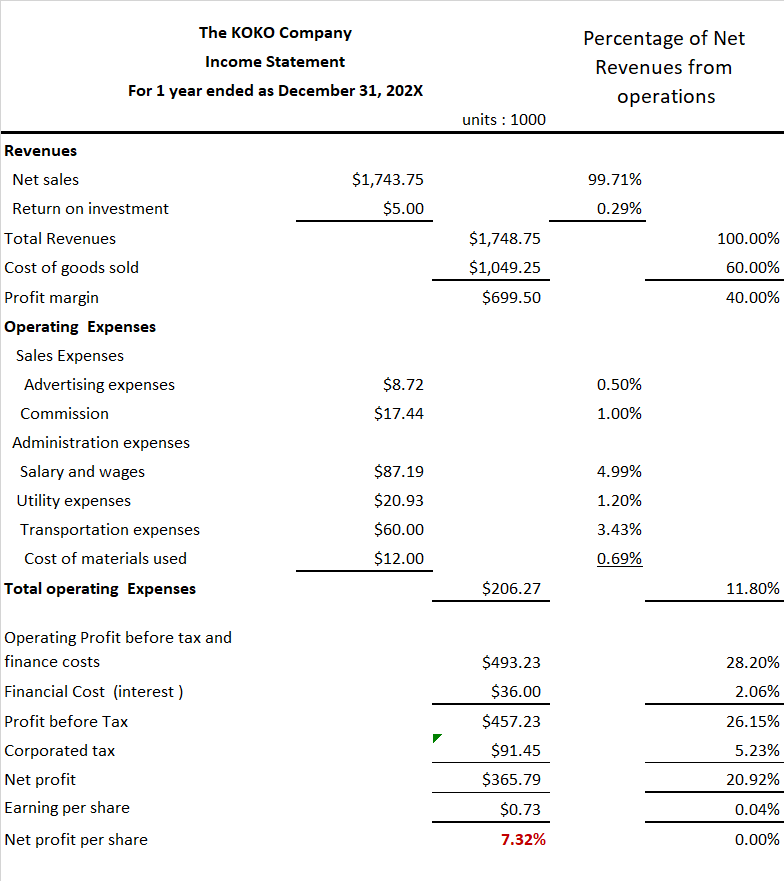 The KOKO Company
Income Statement
For 1 year ended as December 31, 202X
Percentage of Net
Revenues from
operations
units : 1000
Revenues
Net sales $1,743.75 99.71%
Return on investment $5.00 0.29%
Total Revenues $1,748.75 100.00%
Cost of goods sold $1,049.25 60.00%
Profit margin $699.50 40.00%
Operating Expenses
Sales Expenses
Advertising expenses $8.72 0.50%
Commission $17.44 1.00%
Administration expenses
Salary and wages $87.19 4.99%
Utility expenses $20.93 1.20%
Transportation expenses $60.00 3.43%
Cost of materials used $12.00 0.69%
Total operating Expenses $206.27 11.80%
Operating Profit before tax and
finance costs $493.23 28.20%
Financial Cost (interest ) $36.00 2.06%
Profit before Tax $457.23 26.15%
Corporated tax $91.45 5.23%
Net profit $365.79 20.92%
Earning per share $0.73 0.04%
Net profit per share 7.32% 0.00%